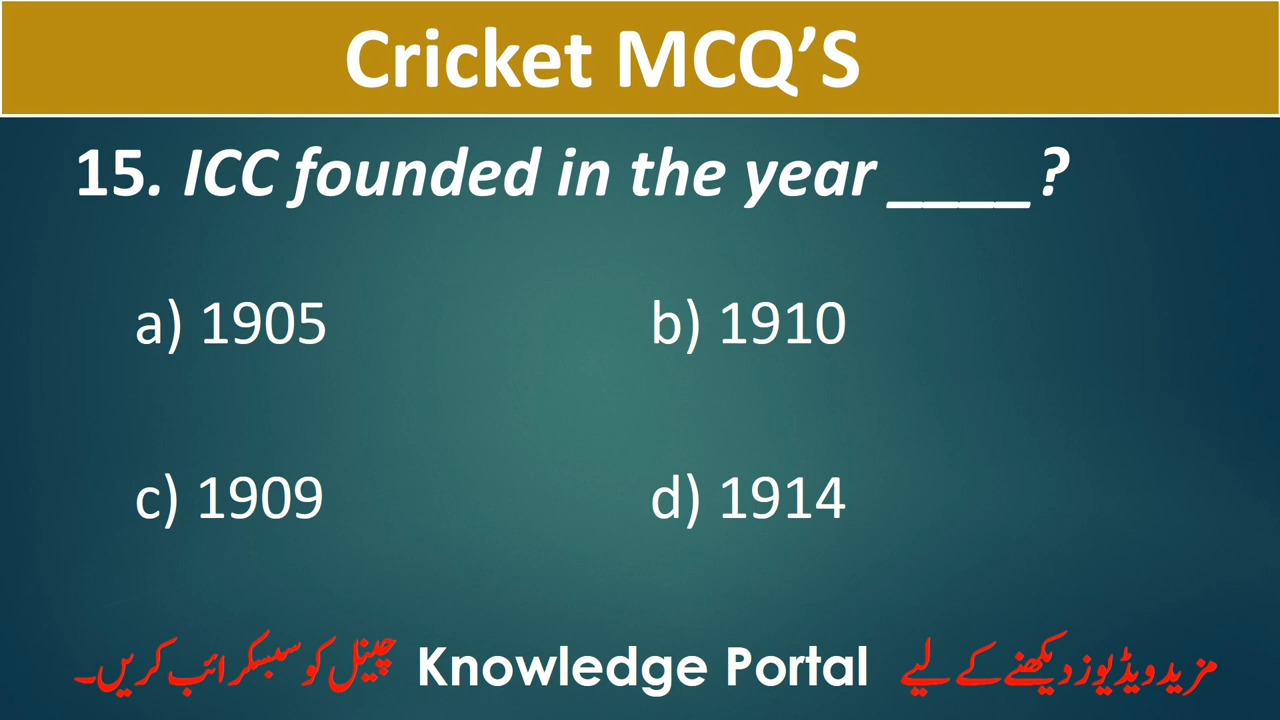 Cricket MCQ’S
15. ICC founded in the year ____?
a) 1905 b) 1910
c) 1909 d) 1914
مزید ویڈیوز دیکھنے کے لیے Knowledge Portal چینل کو سبسکرائب کریں۔